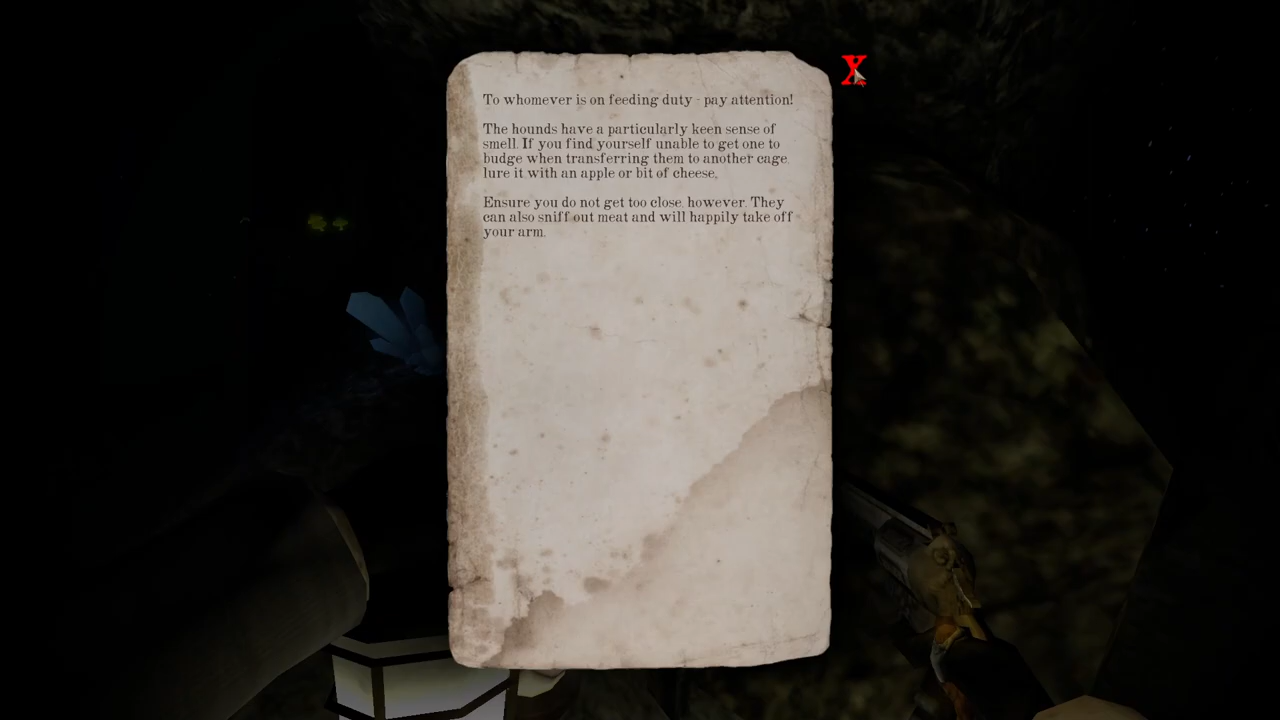 X
To whomever is on feeding duty - pay attention!
The hounds have a particularly keen sense of
smell. If you find yourself unable to get one to
budge when transferring them to another cage
lure it with an apple or bit of cheese,
Ensure you do not get too close, however. They
can also sniff out meat and will happily take off
your arm.